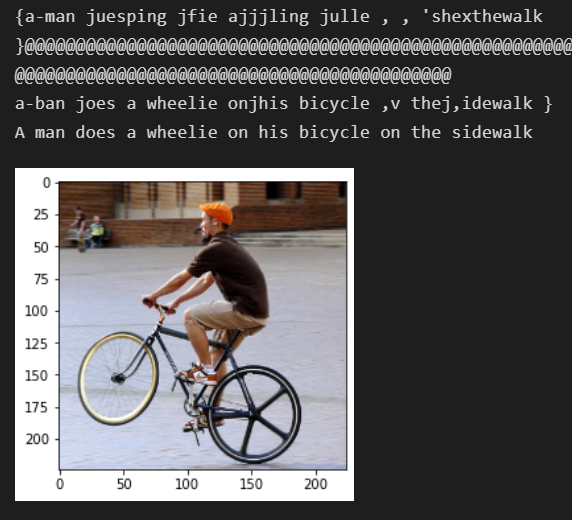 {a-man juesping jfie ajjjling julle , , 'shexthewalk
}@@@@@@@@@@@@@@@@@@@@@@@@@@@@@@@@@@@@@@@@@@@@@@@@@@@@@@
@@@@@@@@@@@@@@@@@@@@@@@@@@@@@@@@@@@@@@@@@@@
a-ban joes a wheelie onjhis bicycle ,v thej,idewalk }
A man does a wheelie on his bicycle on the sidewalk
0
25
50
75
100
125
150
175
200
0 50 100 150 200